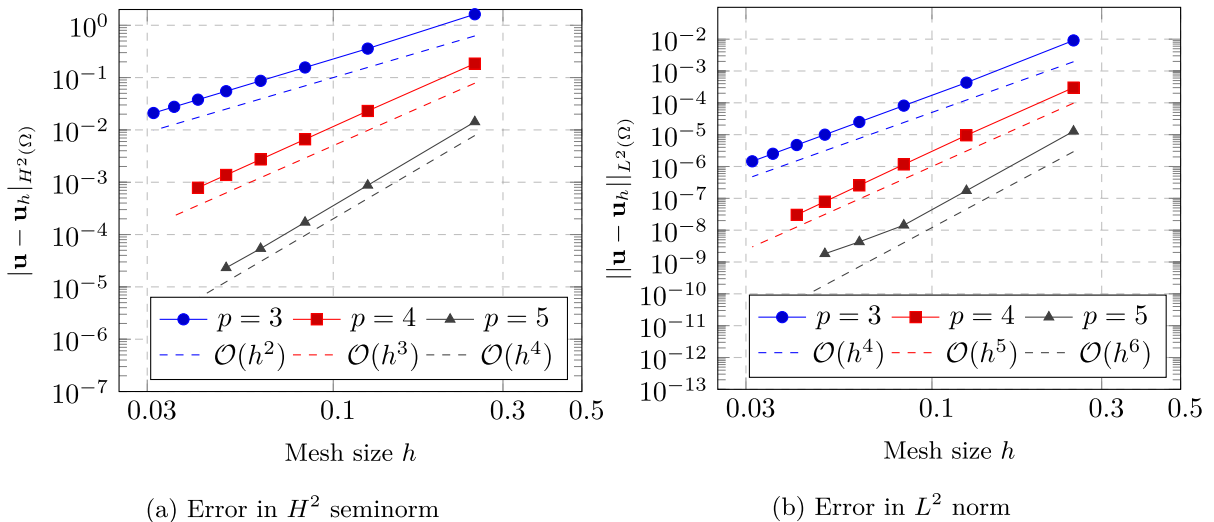 10^0
10^−1
10^−2
10^−3
10^−4
10^−5
10^−6
10^−7
|u − u_h|_{H^2(Ω)}
p = 3 p = 4 p = 5
O(h^2) O(h^3) O(h^4)
0.03 0.1 0.3 0.5
Mesh size h
(a) Error in H^2 seminorm
10^−2
10^−3
10^−4
10^−5
10^−6
10^−7
10^−8
10^−9
10^−10
10^−11
10^−12
10^−13
||u − u_h||_{L^2(Ω)}
p = 3 p = 4 p = 5
O(h^4) O(h^5) O(h^6)
0.03 0.1 0.3 0.5
Mesh size h
(b) Error in L^2 norm